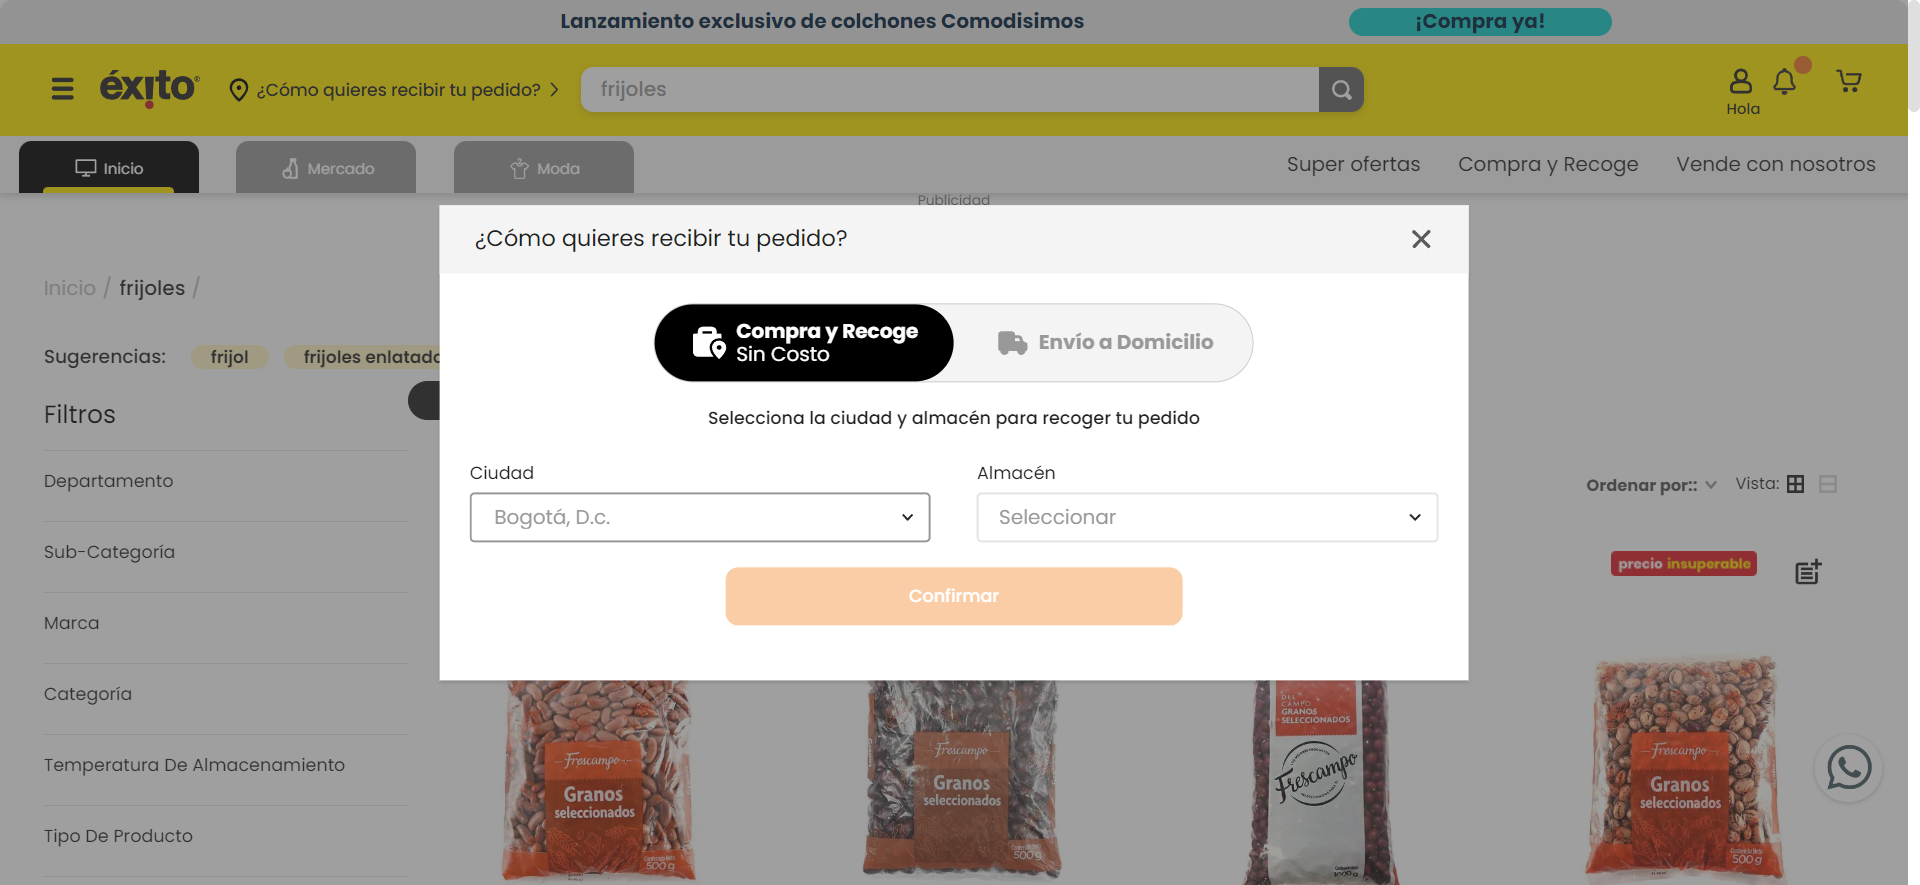 Lanzamiento exclusivo de colchones Comodisimos
¡Compra ya!
éxito
¿Cómo quieres recibir tu pedido?
frijoles
Hola
Inicio
Mercado
Moda
Super ofertas
Compra y Recoge
Vende con nosotros
Publicidad
¿Cómo quieres recibir tu pedido?
Inicio / frijoles /
Compra y Recoge
Sin Costo
Envío a Domicilio
Sugerencias:
frijol
frijoles enlatado
Filtros
Selecciona la ciudad y almacén para recoger tu pedido
Ciudad
Almacén
Bogotá, D.c.
Seleccionar
Confirmar
Departamento
Sub-Categoría
Marca
Categoría
Temperatura De Almacenamiento
Tipo De Producto
Ordenar por::
Vista:
precio insuperable
Frescampo
Granos
seleccionados
500 g
Frescampo
Granos
seleccionados
500 g
DEL
CAMPO
GRANOS
SELECCIONADOS
Frescampo
1000 g
Frescampo
Granos
seleccionados
500 g